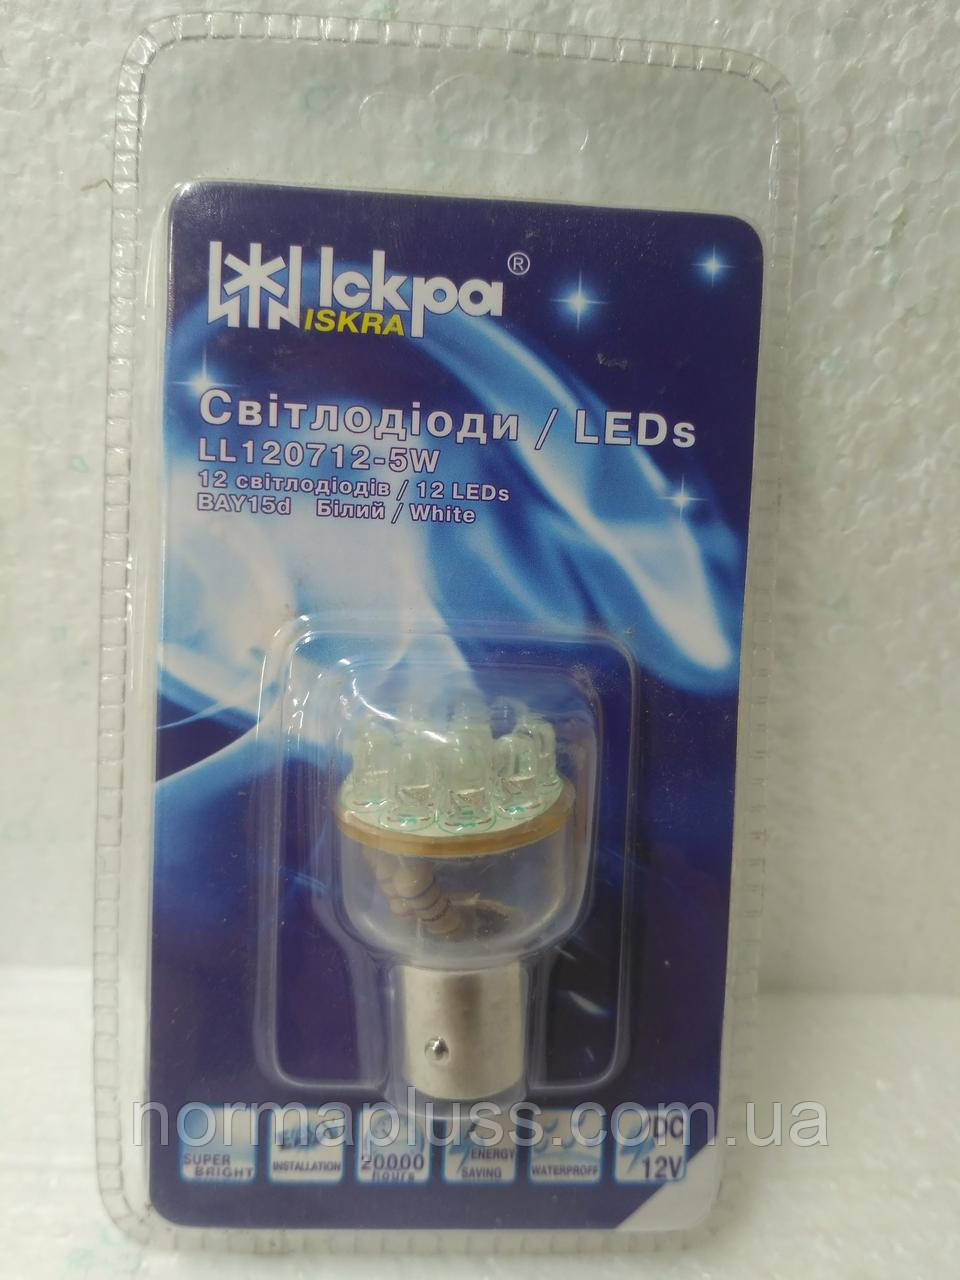 Іскра ®
ISKRA
Світлодіоди / LEDs
LL120712-5W
12 світлодіодів / 12 LEDs
BAY15d Білий / White
normapluss.com.ua
SUPER BRIGHT
EASY INSTALLATION
20000 hours
ENERGY SAVING
WATERPROFF
DC 12V